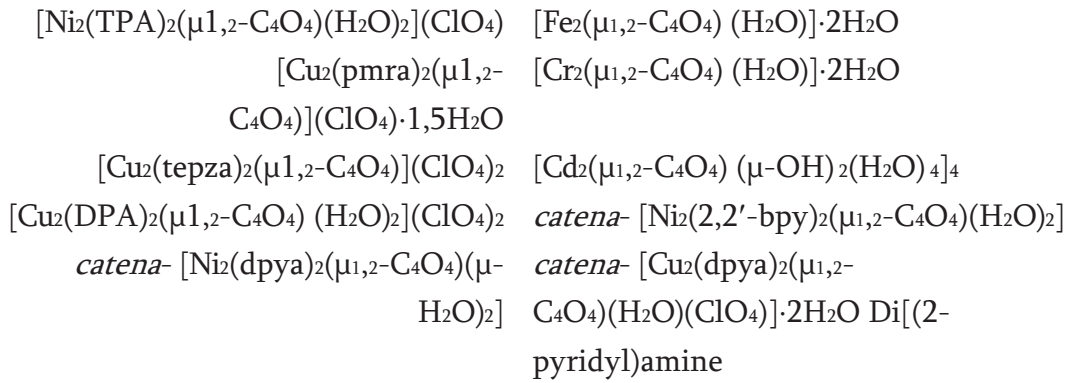 [Ni₂(TPA)₂(μ1,₂-C₄O₄)(H₂O)₂](ClO₄) [Fe₂(μ₁,₂-C₄O₄) (H₂O)]·2H₂O
[Cu₂(pmra)₂(μ1,₂- [Cr₂(μ₁,₂-C₄O₄) (H₂O)]·2H₂O
C₄O₄)](ClO₄)·1,5H₂O
[Cu₂(tepza)₂(μ1,₂-C₄O₄)](ClO₄)₂ [Cd₂(μ₁,₂-C₄O₄) (μ-OH) ₂(H₂O) ₄]₄
[Cu₂(DPA)₂(μ1,₂-C₄O₄) (H₂O)₂](ClO₄)₂ catena- [Ni₂(2,2′-bpy)₂(μ₁,₂-C₄O₄)(H₂O)₂]
catena- [Ni₂(dpya)₂(μ₁,₂-C₄O₄)(μ- catena- [Cu₂(dpya)₂(μ₁,₂-
H₂O)₂] C₄O₄)(H₂O)(ClO₄)]·2H₂O Di[(2-
pyridyl)amine